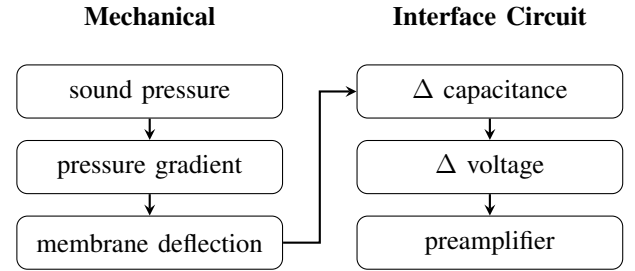 Mechanical
sound pressure
pressure gradient
membrane deflection
Interface Circuit
Δ capacitance
Δ voltage
preamplifier